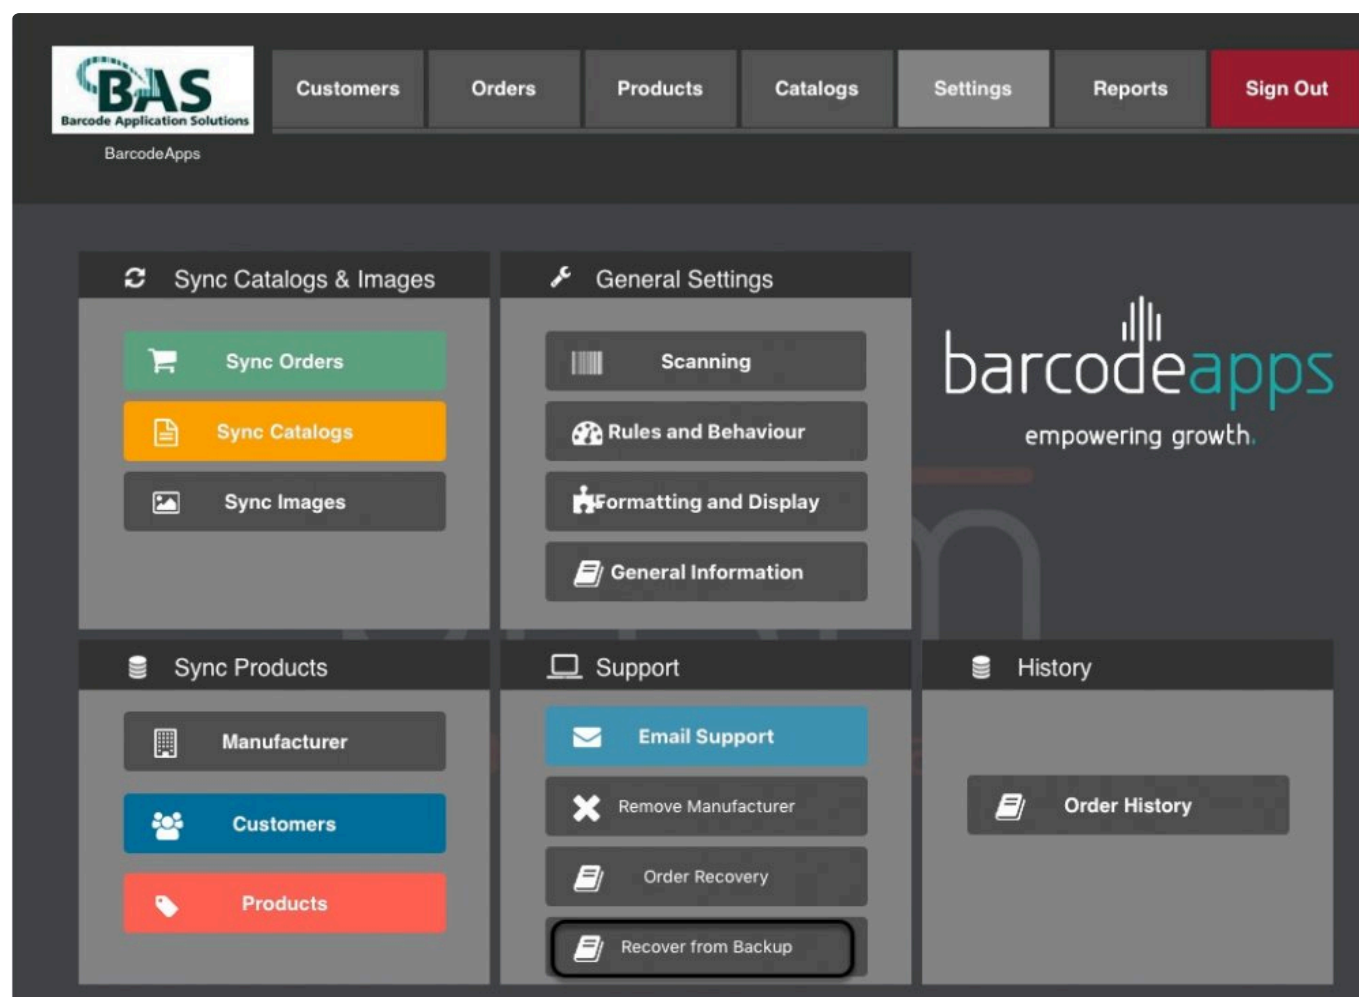 BAS
Barcode Application Solutions
BarcodeApps
Customers
Orders
Products
Catalogs
Settings
Reports
Sign Out
Sync Catalogs & Images
Sync Orders
Sync Catalogs
Sync Images
General Settings
Scanning
Rules and Behaviour
Formatting and Display
General Information
barcodeapps
empowering growth.
Sync Products
Manufacturer
Customers
Products
Support
Email Support
Remove Manufacturer
Order Recovery
Recover from Backup
History
Order History